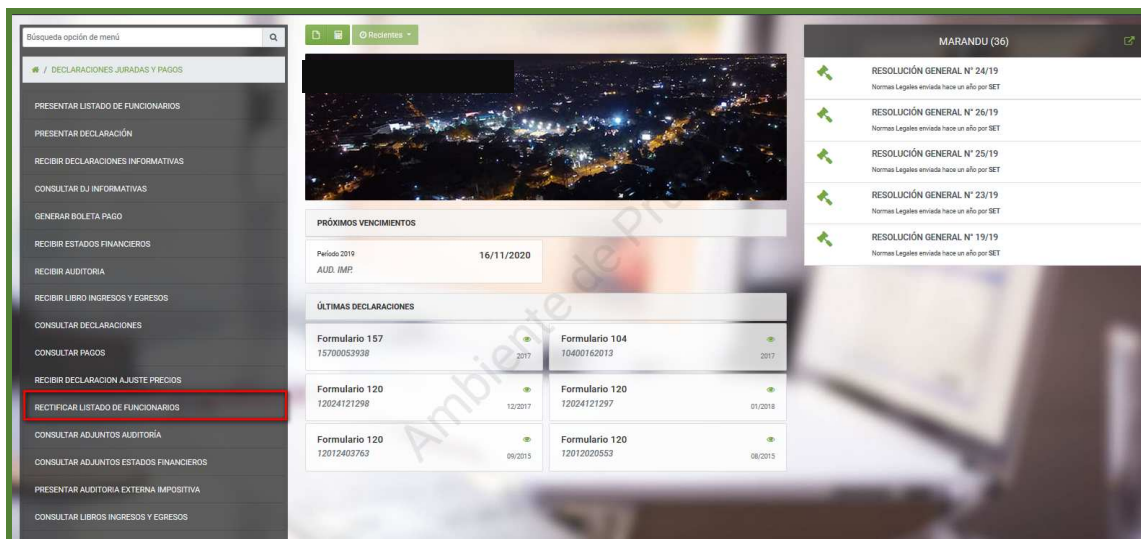 Búsqueda opción de menú
/ DECLARACIONES JURADAS Y PAGOS
PRESENTAR LISTADO DE FUNCIONARIOS
PRESENTAR DECLARACIÓN
RECIBIR DECLARACIONES INFORMATIVAS
CONSULTAR DJ INFORMATIVAS
GENERAR BOLETA PAGO
RECIBIR ESTADOS FINANCIEROS
RECIBIR AUDITORIA
RECIBIR LIBRO INGRESOS Y EGRESOS
CONSULTAR DECLARACIONES
CONSULTAR PAGOS
RECIBIR DECLARACION AJUSTE PRECIOS
RECTIFICAR LISTADO DE FUNCIONARIOS
CONSULTAR ADJUNTOS AUDITORÍA
CONSULTAR ADJUNTOS ESTADOS FINANCIEROS
PRESENTAR AUDITORIA EXTERNA IMPOSITIVA
CONSULTAR LIBROS INGRESOS Y EGRESOS
Recientes
PRÓXIMOS VENCIMIENTOS
Periodo 2019 16/11/2020
AUD. IMP.
ÚLTIMAS DECLARACIONES
Formulario 157
15700053938 2017
Formulario 104
10400162013 2017
Formulario 120
12024121298 12/2017
Formulario 120
12024121297 01/2018
Formulario 120
12012403763 09/2015
Formulario 120
12012020553 08/2015
Ambiente de Pru
MARANDU (36)
RESOLUCIÓN GENERAL N° 24/19
Normas Legales enviada hace un año por SET
RESOLUCIÓN GENERAL N° 26/19
Normas Legales enviada hace un año por SET
RESOLUCIÓN GENERAL N° 25/19
Normas Legales enviada hace un año por SET
RESOLUCIÓN GENERAL N° 23/19
Normas Legales enviada hace un año por SET
RESOLUCIÓN GENERAL N° 19/19
Normas Legales enviada hace un año por SET